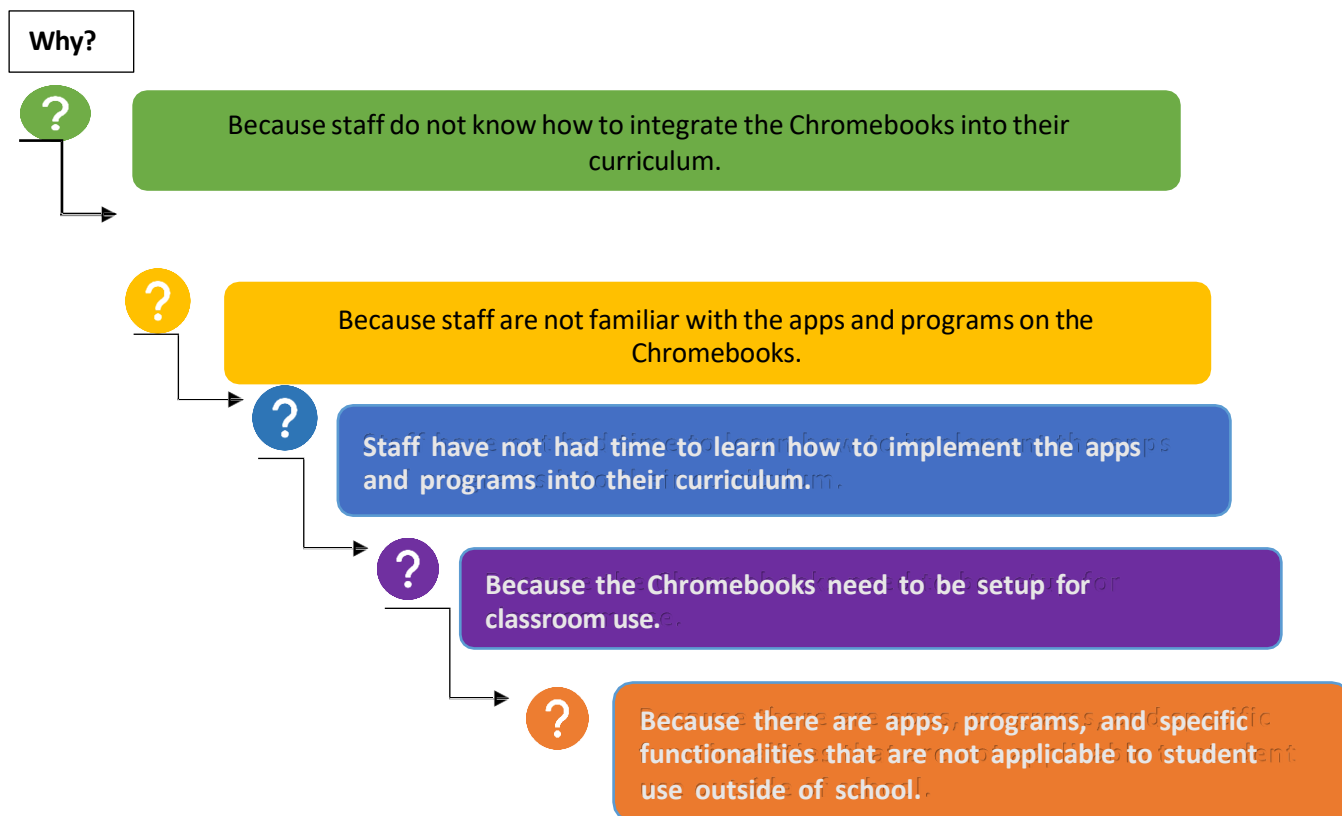 Why?
?
Because staff do not know how to integrate the Chromebooks into their
curriculum.
?
Because staff are not familiar with the apps and programs on the
Chromebooks.
?
Staff have not had time to learn how to implement the apps
and programs into their curriculum.
?
Because the Chromebooks need to be setup for
classroom use.
?
Because there are apps, programs, and specific
functionalities that are not applicable to student
use outside of school.